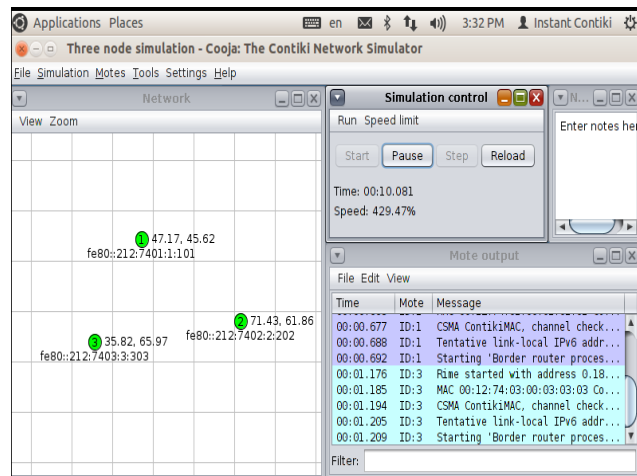 Applications Places en 3:32 PM Instant Contiki
Three node simulation - Cooja: The Contiki Network Simulator
File Simulation Motes Tools Settings Help
Network
View Zoom
1 47.17, 45.62
fe80::212:7401:1:101
2 71.43, 61.86
fe80::212:7402:2:202
3 35.82, 65.97
fe80::212:7403:3:303
Simulation control
Run Speed limit
Start Pause Step Reload
Time: 00:10.081
Speed: 429.47%
N...
Enter notes her
Mote output
File Edit View
Time Mote Message
00:00.677 ID:1 CSMA ContikiMAC, channel check...
00:00.688 ID:1 Tentative link-local IPv6 addr...
00:00.692 ID:1 Starting 'Border router proces...
00:01.176 ID:3 Rime started with address 0.18...
00:01.185 ID:3 MAC 00:12:74:03:00:03:03:03 Co...
00:01.194 ID:3 CSMA ContikiMAC, channel check...
00:01.205 ID:3 Tentative link-local IPv6 addr...
00:01.209 ID:3 Starting 'Border router proces...
Filter: